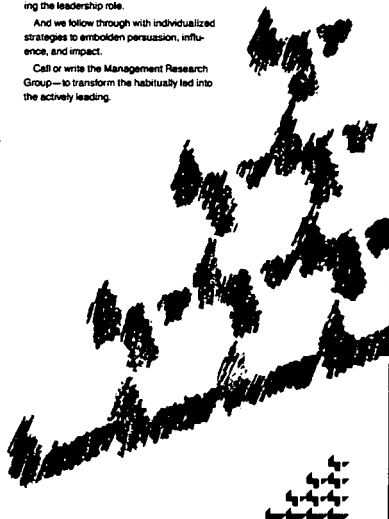 ing the leadership role.
And we follow through with individualized
strategies to embolden persuasion, influ-
ence, and impact.
Call or write the Management Research
Group—to transform the habitually led into
the actively leading.